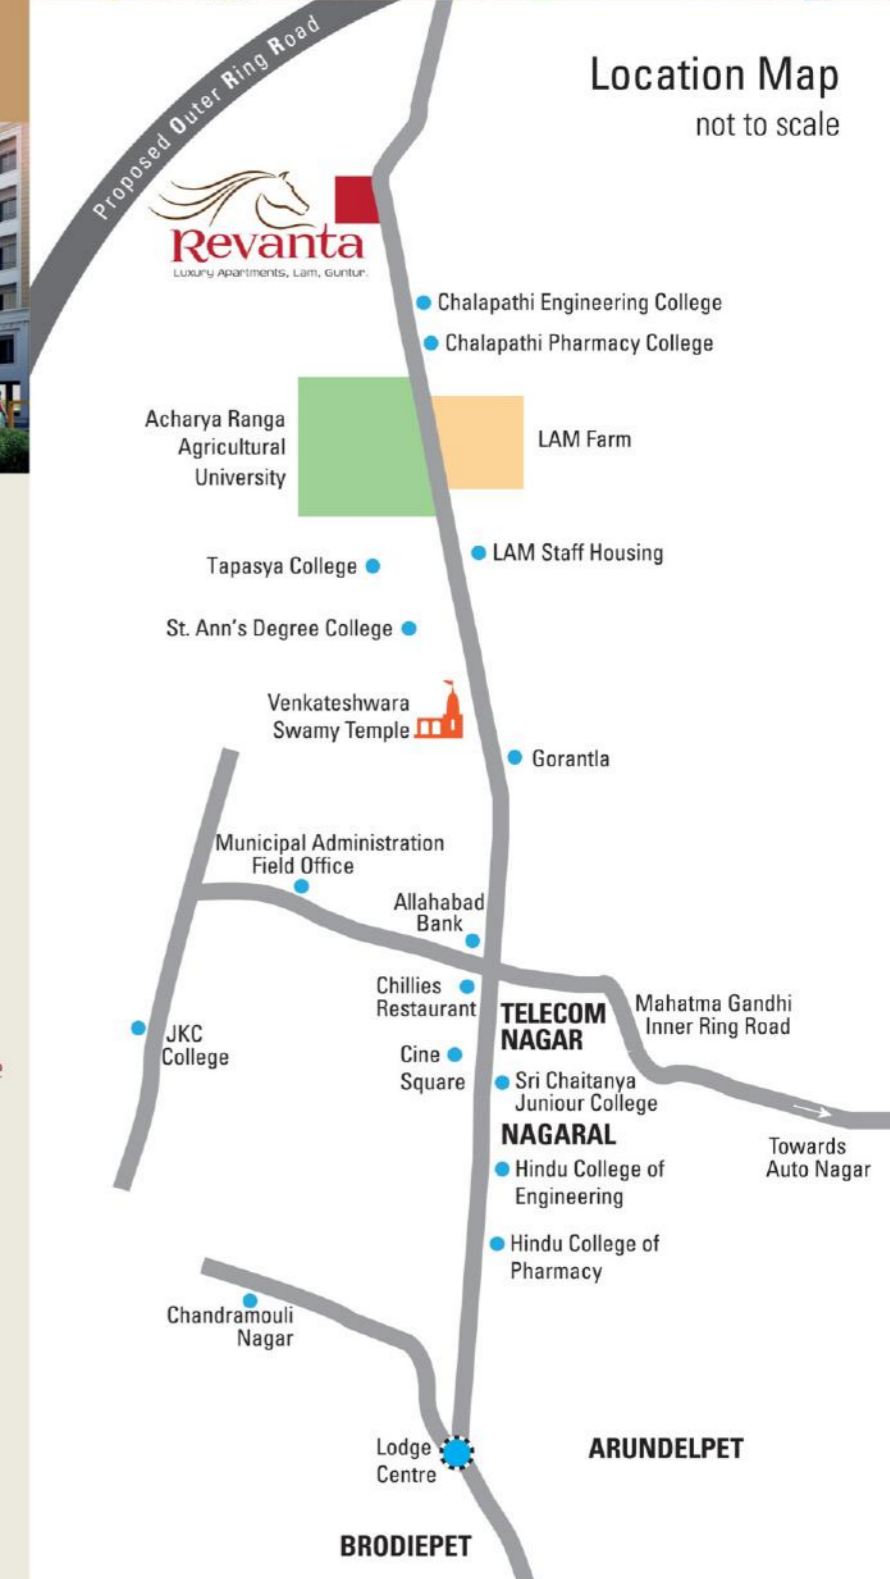 Location Map
not to scale
Proposed Outer Ring Road
Revanta
Luxury Apartments, Lam, Guntur.
Chalapathi Engineering College
Chalapathi Pharmacy College
Acharya Ranga
Agricultural
University
LAM Farm
LAM Staff Housing
Tapasya College
St. Ann's Degree College
Venkateshwara
Swamy Temple
Gorantla
Municipal Administration
Field Office
Allahabad
Bank
Chillies
Restaurant
TELECOM
NAGAR
Mahatma Gandhi
Inner Ring Road
JKC
College
Cine
Square
Sri Chaitanya
Juniour College
NAGARAL
Towards
Auto Nagar
Hindu College of
Engineering
Hindu College of
Pharmacy
Chandramouli
Nagar
Lodge
Centre
ARUNDELPET
BRODIEPET